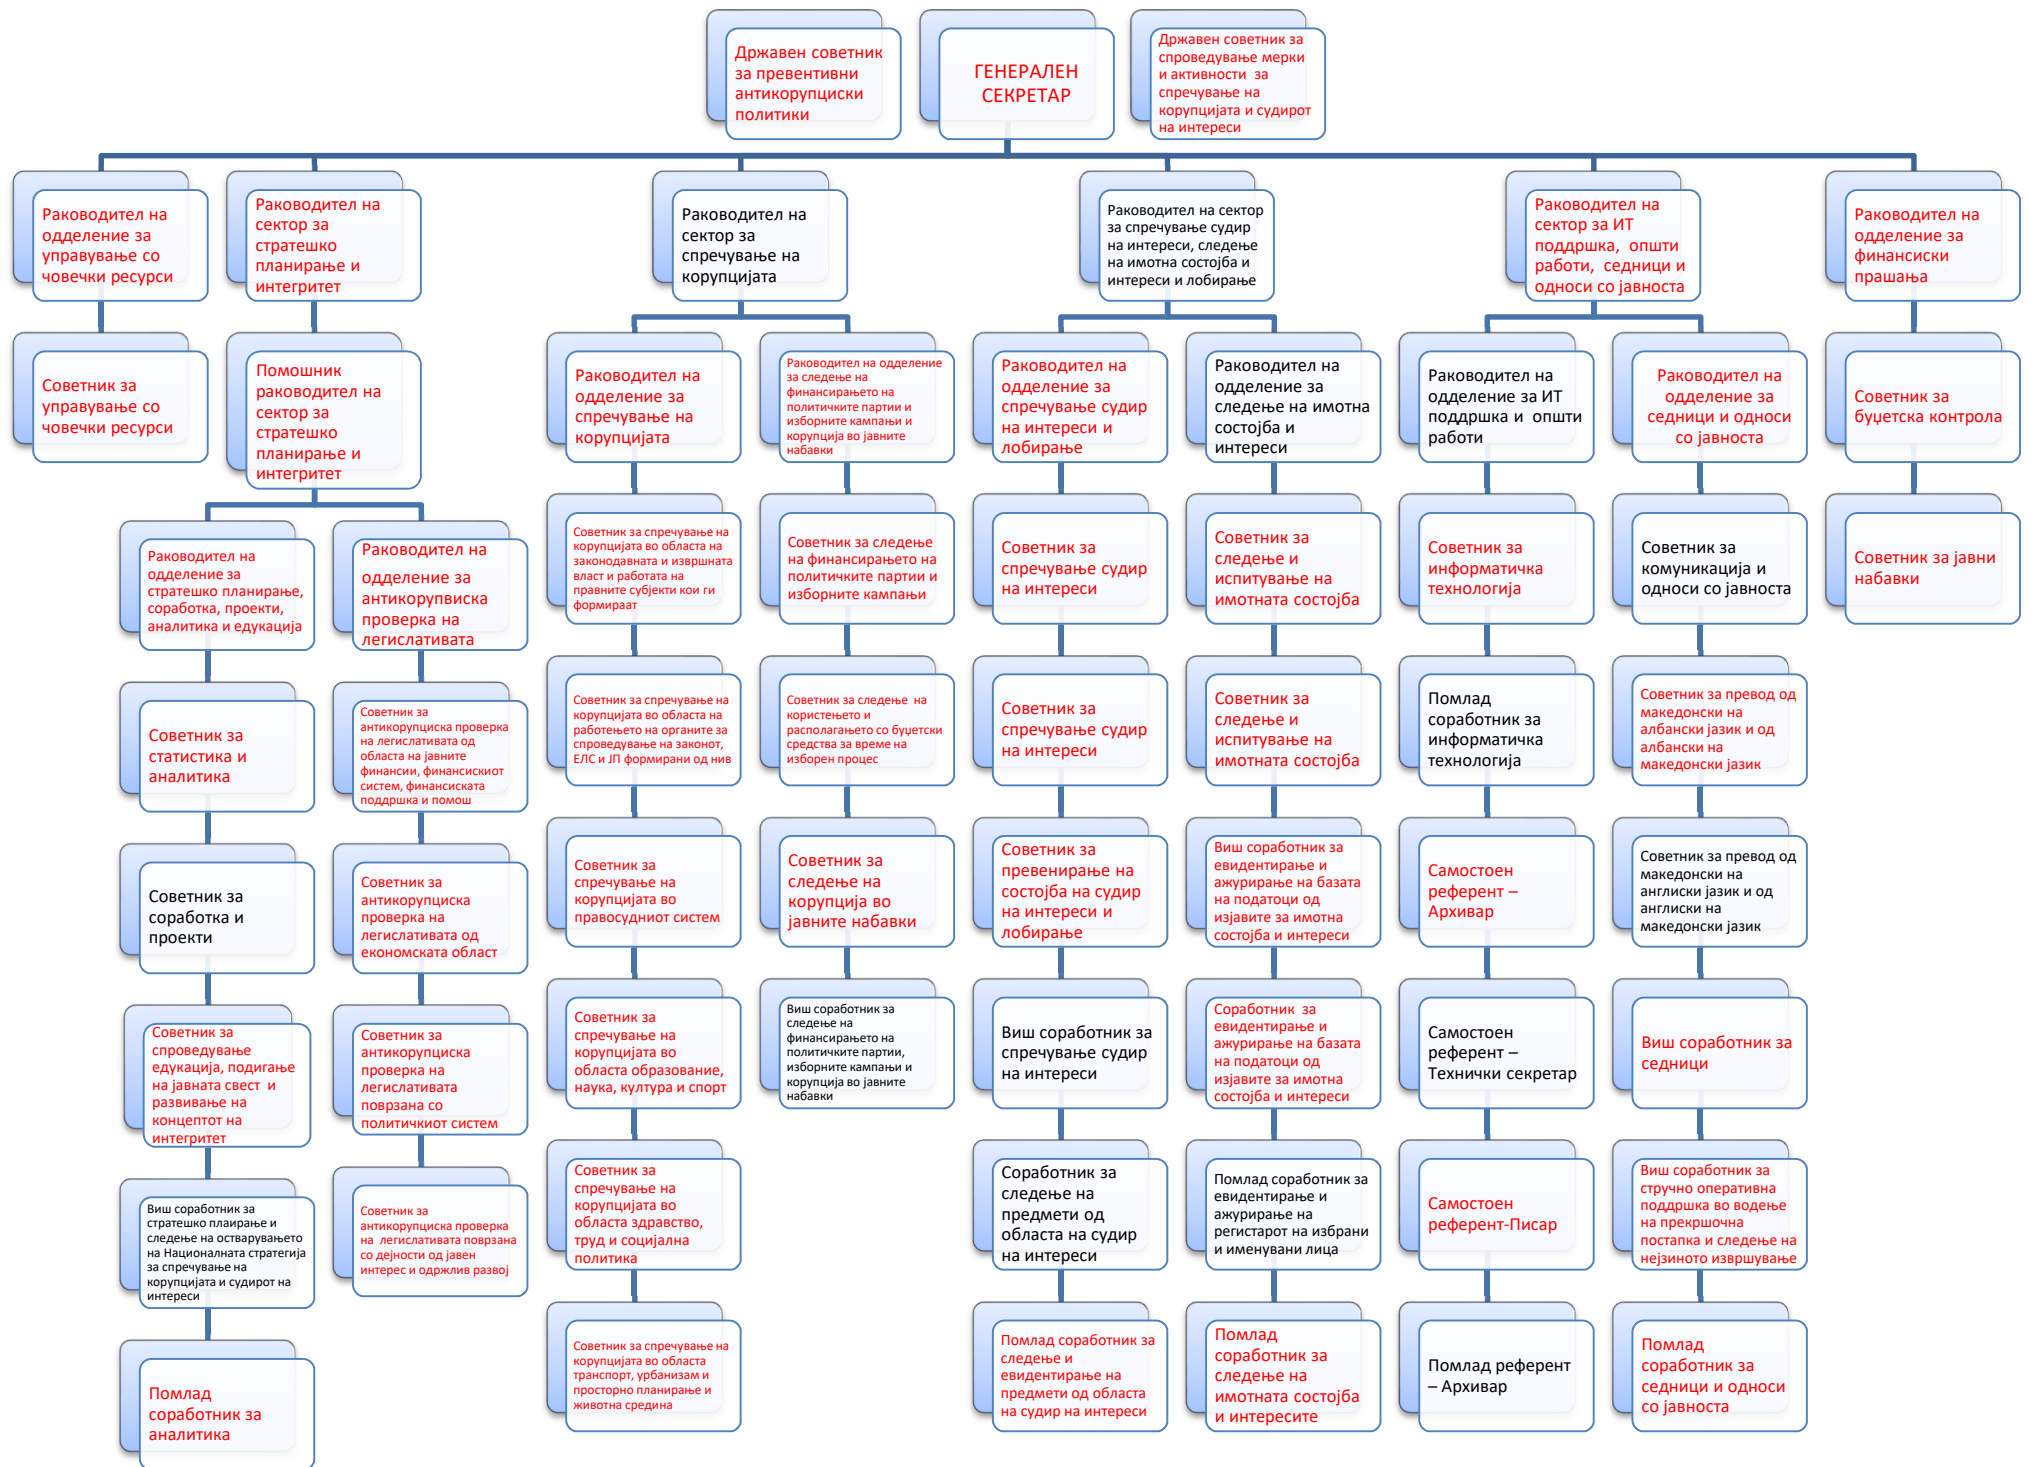 Државен советник
за превентивни
антикорупциски
политики
ГЕНЕРАЛЕН
СЕКРЕТАР
Државен советник за
спроведување мерки
и активности за
спречување на
корупцијата и судирот
на интереси
Раководител на
одделение за
управување со
човечки ресурси
Раководител на
сектор за
стратешко
планирање и
интегритет
Раководител на
сектор за
спречување на
корупцијата
Раководител на сектор
за спречување судир
на интереси, следење
на имотна состојба и
интереси и лобирање
Раководител на
сектор за ИТ
поддршка, општи
работи, седници и
односи со јавноста
Раководител на
одделение за
финансиски
прашања
Советник за
управување со
човечки ресурси
Помошник
раководител на
сектор за
стратешко
планирање и
интегритет
Раководител на
одделение за
спречување на
корупцијата
Раководител на одделение
за следење на
финансирањето на
политичките партии и
изборните кампањи и
корупција во јавните
набавки
Раководител на
одделение за
спречување судир
на интереси и
лобирање
Раководител на
одделение за
следење на имотна
состојба и
интереси
Раководител на
одделение за ИТ
поддршка и општи
работи
Раководител на
одделение за
седници и односи
со јавноста
Советник за
буџетска контрола
Раководител на
одделение за
стратешко планирање,
соработка, проекти,
аналитика и едукација
Раководител на
одделение за
антикорупвиска
проверка на
легислативата
Советник за спречување на
корупцијата во областа на
законодавната и извршната
власт и работата на
правните субјекти кои ги
формираат
Советник за следење
на финансирањето на
политичките партии и
изборните кампањи
Советник за
спречување судир
на интереси
Советник за
следење и
испитување на
имотната состојба
Советник за
информатичка
технологија
Советник за
комуникација и
односи со јавноста
Советник за јавни
набавки
Советник за
статистика и
аналитика
Советник за
антикорупциска проверка
на легислативата од
областа на јавните
финансии, финансискиот
систем, финансиската
поддршка и помош
Советник за спречување на
корупцијата во областа на
работењето на органите за
спроведување на законот,
ЕЛС и ЈП формирани од нив
Советник за следење на
користењето и
располагањето со буџетски
средства за време на
изборен процес
Советник за
спречување судир
на интереси
Советник за
следење и
испитување на
имотната состојба
Помлад
соработник за
информатичка
технологија
Советник за превод од
македонски на
албански јазик и од
албански на
македонски јазик
Советник за
соработка и
проекти
Советник за
антикорупциска
проверка на
легислативата од
економската област
Советник за
спречување на
корупцијата во
правосудниот систем
Советник за
следење на
корупција во
јавните набавки
Советник за
превенирање на
состојба на судир
на интереси и
лобирање
Виш соработник за
евидентирање и
ажурирање на базата
на податоци од
изјавите за имотна
состојба и интереси
Самостоен
референт –
Архивар
Советник за превод од
македонски на
англиски јазик и од
англиски на
македонски јазик
Советник за
спроведување
едукација, подигање
на јавната свест и
развивање на
концептот на
интегритет
Советник за
антикорупциска
проверка на
легислативата
поврзана со
политичкиот систем
Советник за
спречување на
корупцијата во
областа образование,
наука, култура и спорт
Виш соработник за
следење на
финансирањето на
политичките партии,
изборните кампањи и
корупција во јавните
набавки
Виш соработник за
спречување судир
на интереси
Соработник за
евидентирање и
ажурирање на базата
на податоци од
изјавите за имотна
состојба и интереси
Самостоен
референт –
Технички секретар
Виш соработник за
седници
Виш соработник за
стратешко плаирање и
следење на остварувањето
на Националната стратегија
за спречување на
корупцијата и судирот на
интереси
Советник за
антикорупциска проверка
на легислативата поврзана
со дејности од јавен
интерес и одржлив развој
Советник за
спречување на
корупцијата во
областа здравство,
труд и социјална
политика
Соработник за
следење на
предмети од
областа на судир
на интереси
Помлад соработник за
евидентирање и
ажурирање на
регистарот на избрани
и именувани лица
Самостоен
референт-Писар
Виш соработник за
стручно оперативна
поддршка во водење
на прекршочна
постапка и следење на
нејзиното извршување
Помлад
соработник за
аналитика
Советник за спречување на
корупцијата во областа
транспорт, урбанизам и
просторно планирање и
животна средина
Помлад соработник за
следење и
евидентирање на
предмети од областа
на судир на интереси
Помлад
соработник за
следење на
имотната состојба
и интересите
Помлад референт
– Архивар
Помлад
соработник за
седници и односи
со јавноста